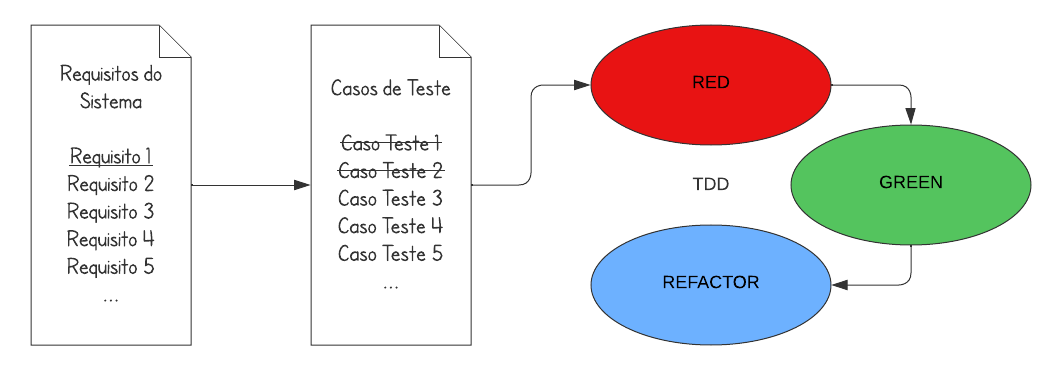 Requisitos do
Sistema
Requisito 1
Requisito 2
Requisito 3
Requisito 4
Requisito 5
...
Casos de Teste
Caso Teste 1
Caso Teste 2
Caso Teste 3
Caso Teste 4
Caso Teste 5
...
RED
GREEN
TDD
REFACTOR